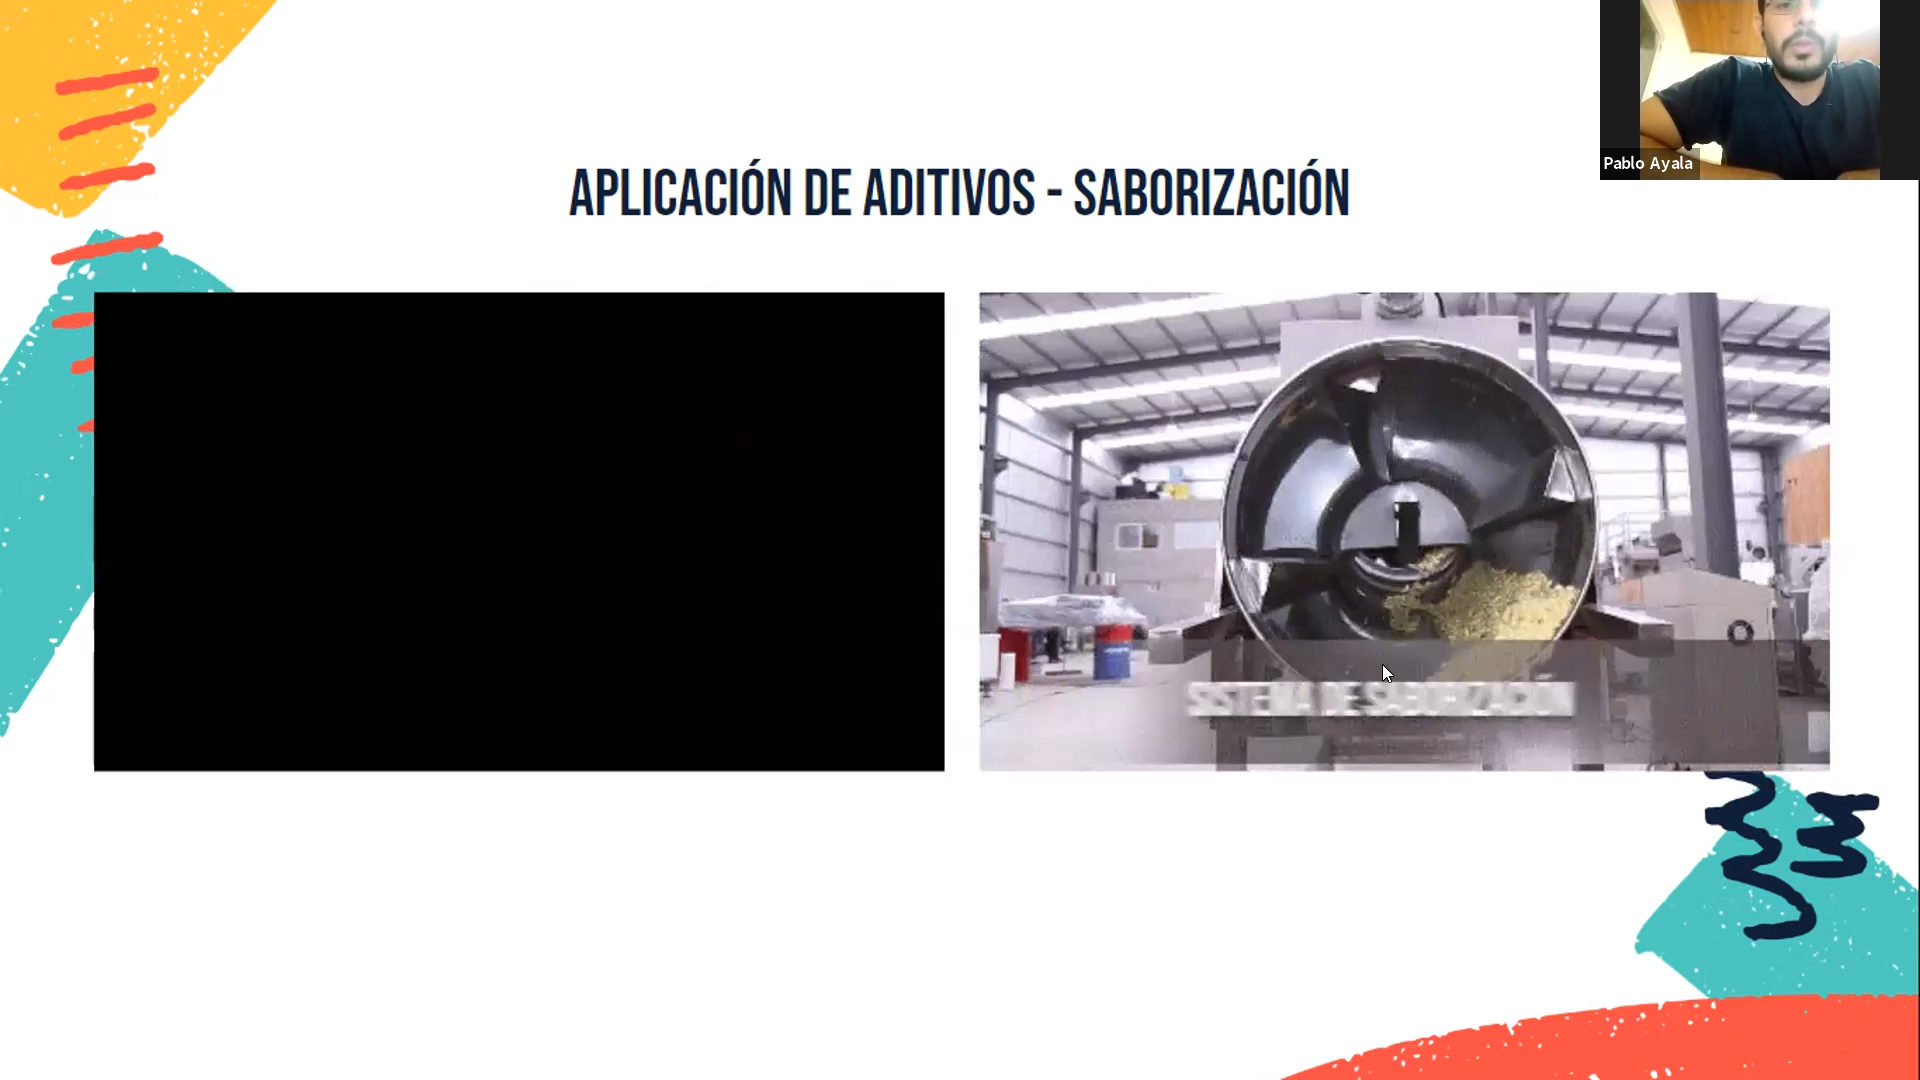 Pablo Ayala
APLICACIÓN DE ADITIVOS - SABORIZACIÓN
SISTEMA DE SABORIZACIÓN